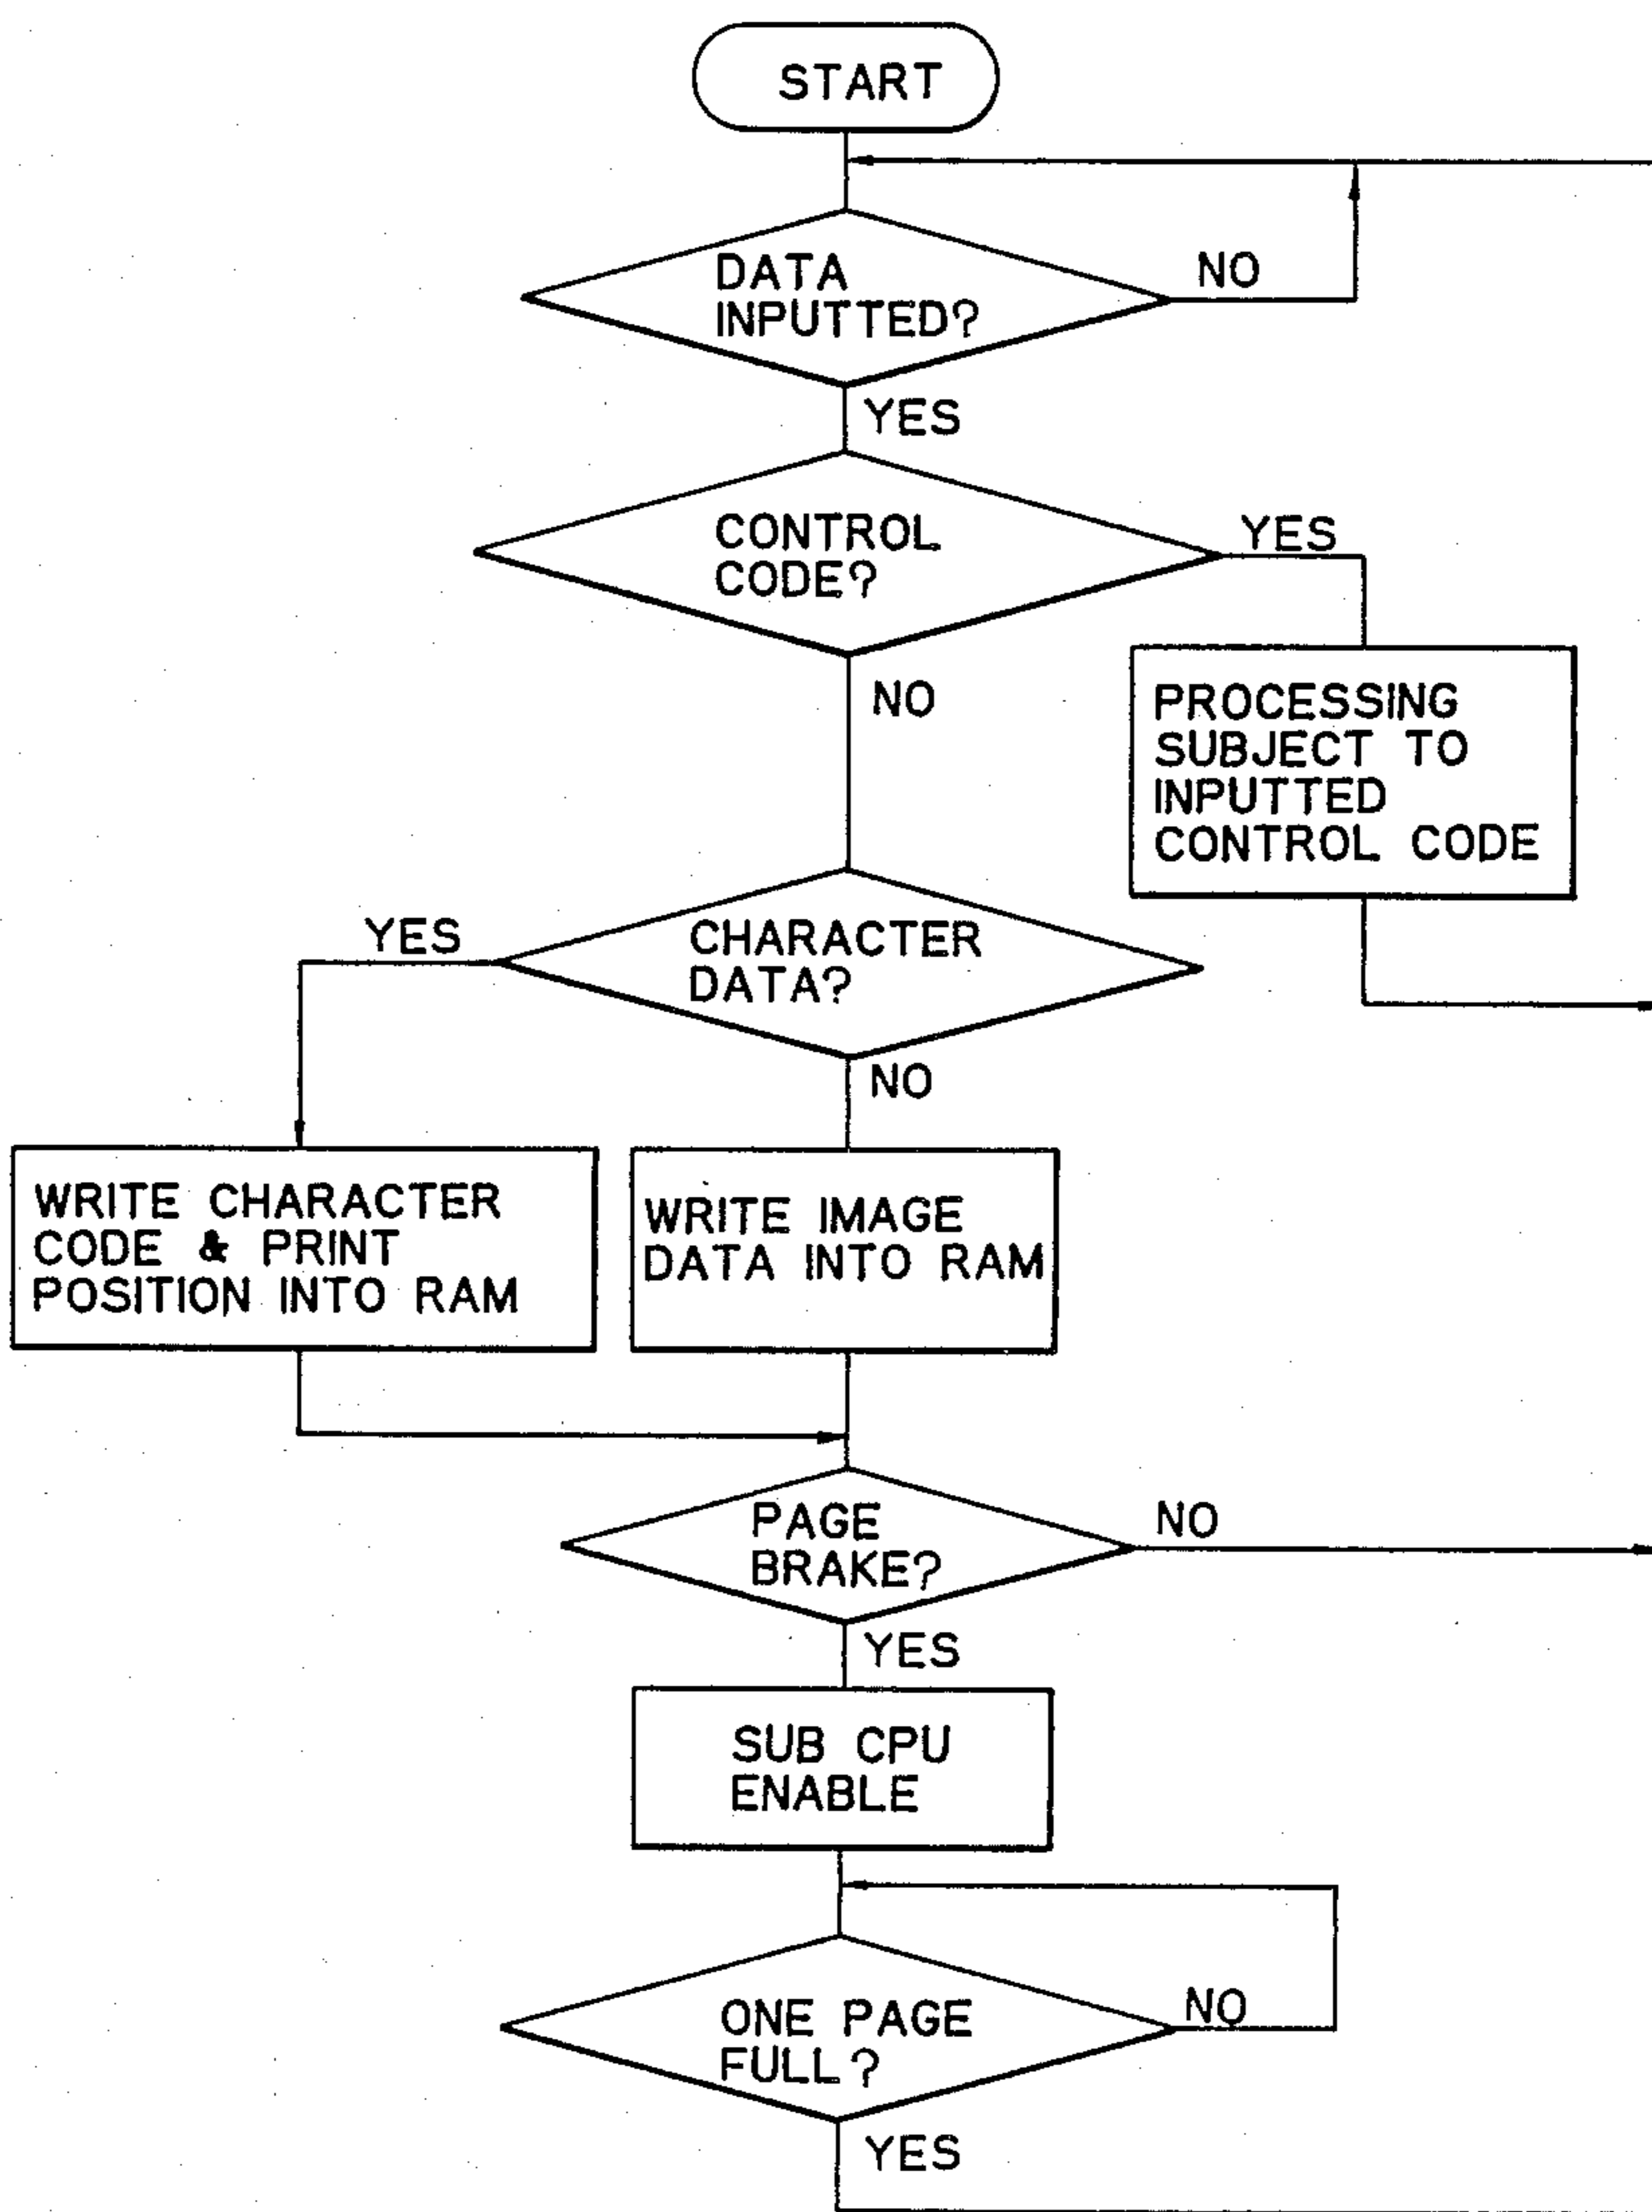 START
DATA
INPUTTED?
NO
YES
CONTROL
CODE?
YES
NO
PROCESSING
SUBJECT TO
INPUTTED
CONTROL CODE
CHARACTER
DATA?
YES
NO
WRITE CHARACTER
CODE & PRINT
POSITION INTO RAM
WRITE IMAGE
DATA INTO RAM
PAGE
BRAKE?
NO
YES
SUB CPU
ENABLE
ONE PAGE
FULL?
NO
YES